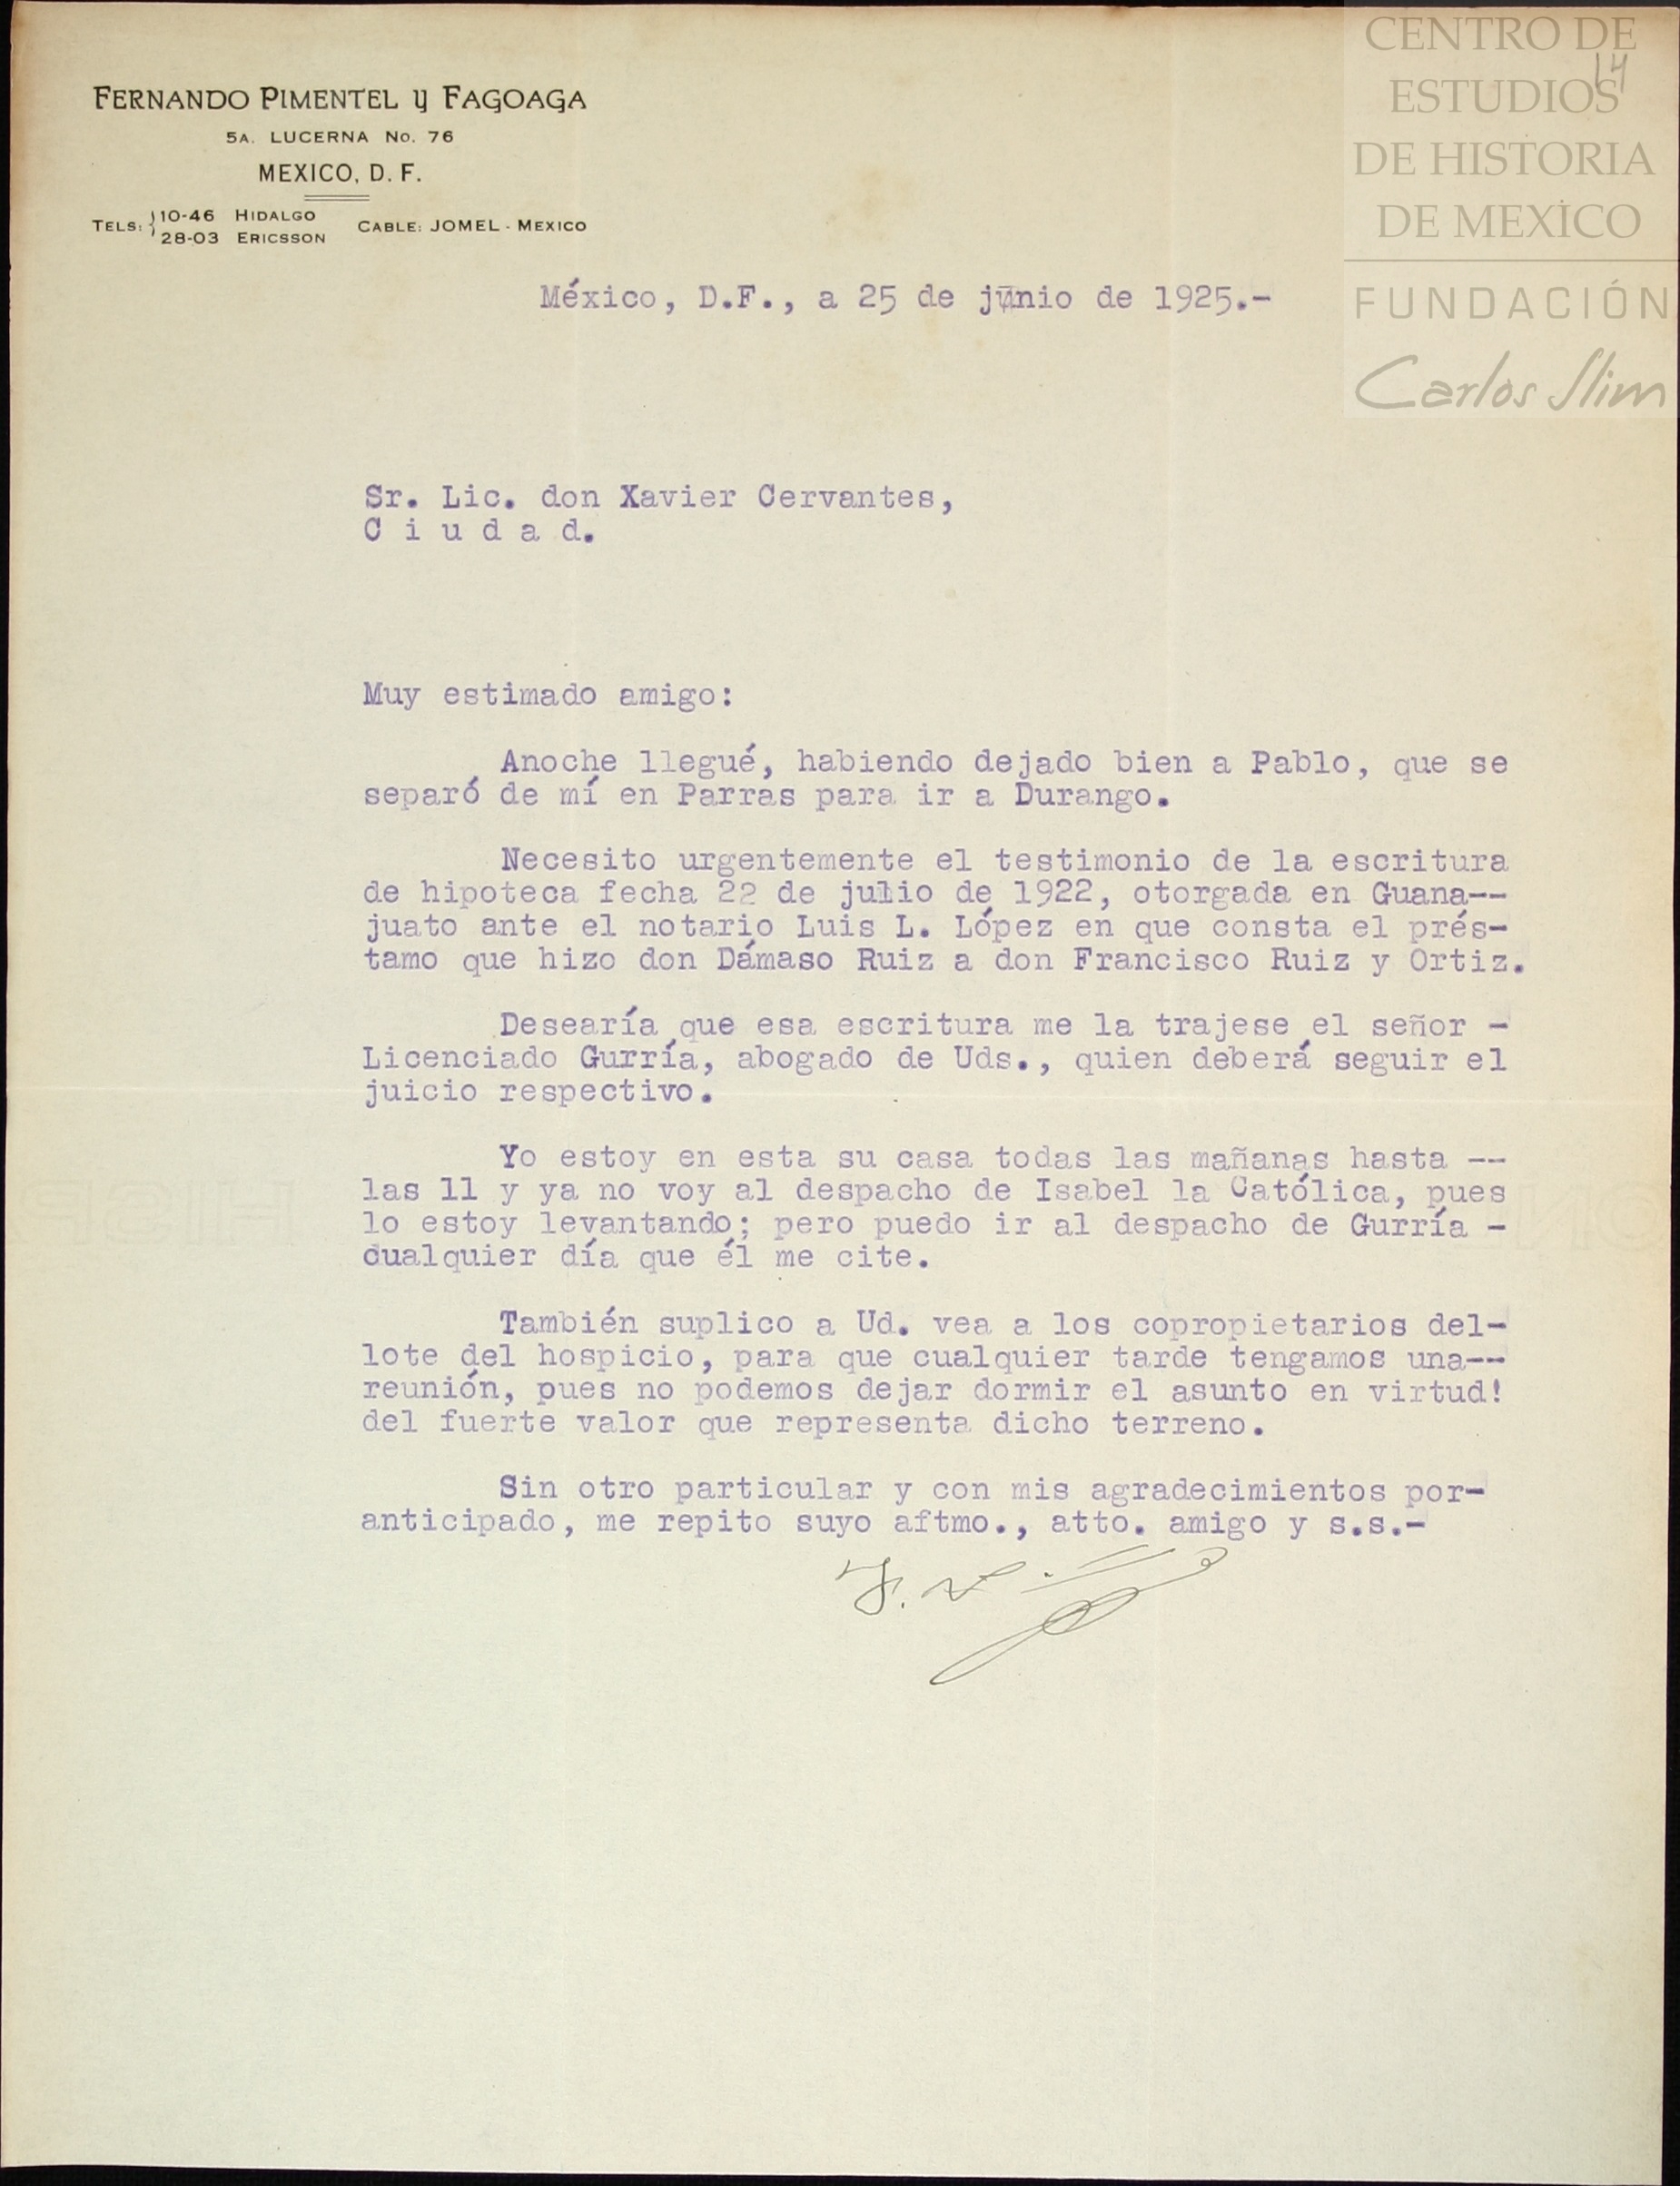 CENTRO DE
ESTUDIOS
DE HISTORIA
DE MEXICO
FUNDACIÓN
Carlos Slim
14
FERNANDO PIMENTEL y FAGOAGA
5A. LUCERNA No. 76
MEXICO, D. F.
TELS: 10-46 HIDALGO
28-03 ERICSSON
CABLE: JOMEL - MEXICO
México, D.F., a 25 de junio de 1925.-
Sr. Lic. don Xavier Cervantes,
C i u d a d.
Muy estimado amigo:
Anoche llegué, habiendo dejado bien a Pablo, que se
separó de mí en Parras para ir a Durango.
Necesito urgentemente el testimonio de la escritura
de hipoteca fecha 22 de julio de 1922, otorgada en Guana--
juato ante el notario Luis L. López en que consta el prés-
tamo que hizo don Dámaso Ruiz a don Francisco Ruiz y Ortiz.
Desearía que esa escritura me la trajese el señor -
Licenciado Gurría, abogado de Uds., quien deberá seguir el
juicio respectivo.
Yo estoy en esta su casa todas las mañanas hasta --
las 11 y ya no voy al despacho de Isabel la Católica, pues
lo estoy levantando; pero puedo ir al despacho de Gurría -
cualquier día que él me cite.
También suplico a Ud. vea a los copropietarios del-
lote del hospicio, para que cualquier tarde tengamos una--
reunión, pues no podemos dejar dormir el asunto en virtud!
del fuerte valor que representa dicho terreno.
Sin otro particular y con mis agradecimientos por-
anticipado, me repito suyo aftmo., atto. amigo y s.s.-